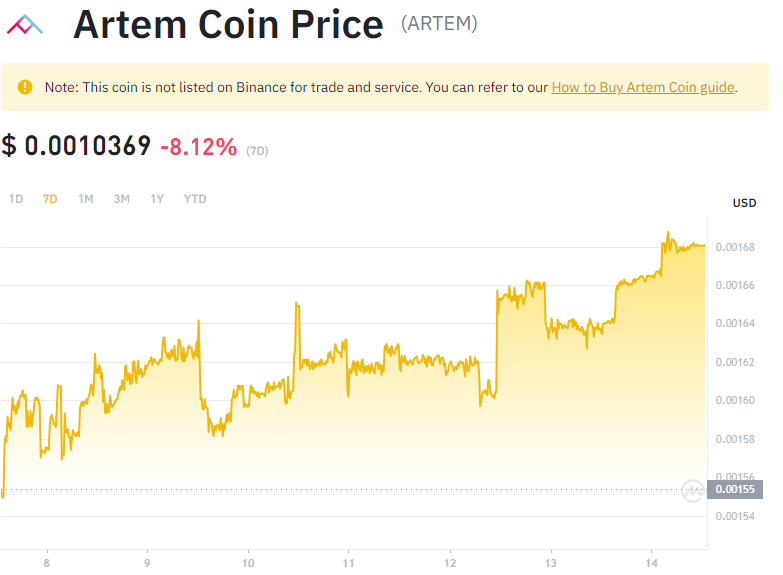 Artem Coin Price (ARTEM)
Note: This coin is not listed on Binance for trade and service. You can refer to our How to Buy Artem Coin guide.
$ 0.0010369 -8.12% (7D)
1D 7D 1M 3M 1Y YTD
USD
0.00168
0.00166
0.00164
0.00162
0.00160
0.00158
0.00156
0.00155
0.00154
8 9 10 11 12 13 14